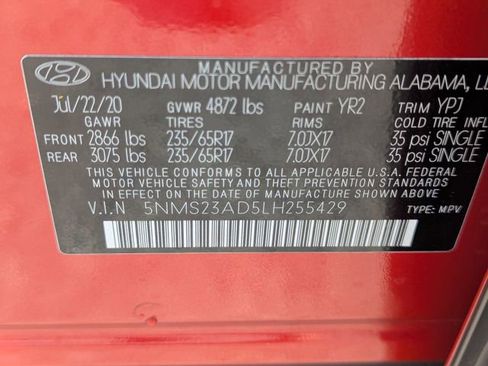 MANUFACTURED BY
HYUNDAI MOTOR MANUFACTURING ALABAMA, LL
Jul/22/20 GVWR 4872 lbs PAINT YR2 TRIM YPJ
GAWR TIRES RIMS COLD TIRE INFL
FRONT 2866 lbs 235/65R17 7.0JX17 35 psi SINGLE
REAR 3075 lbs 235/65R17 7.0JX17 35 psi SINGLE
THIS VEHICLE CONFORMS TO ALL APPLICABLE U.S. FEDERAL
MOTOR VEHICLE SAFETY, BUMPER, AND THEFT PREVENTION STANDARDS
IN EFFECT ON THE DATE OF MANUFACTURE SHOWN ABOVE.
V.I.N 5NMS23AD5LH255429
TYPE: MPV